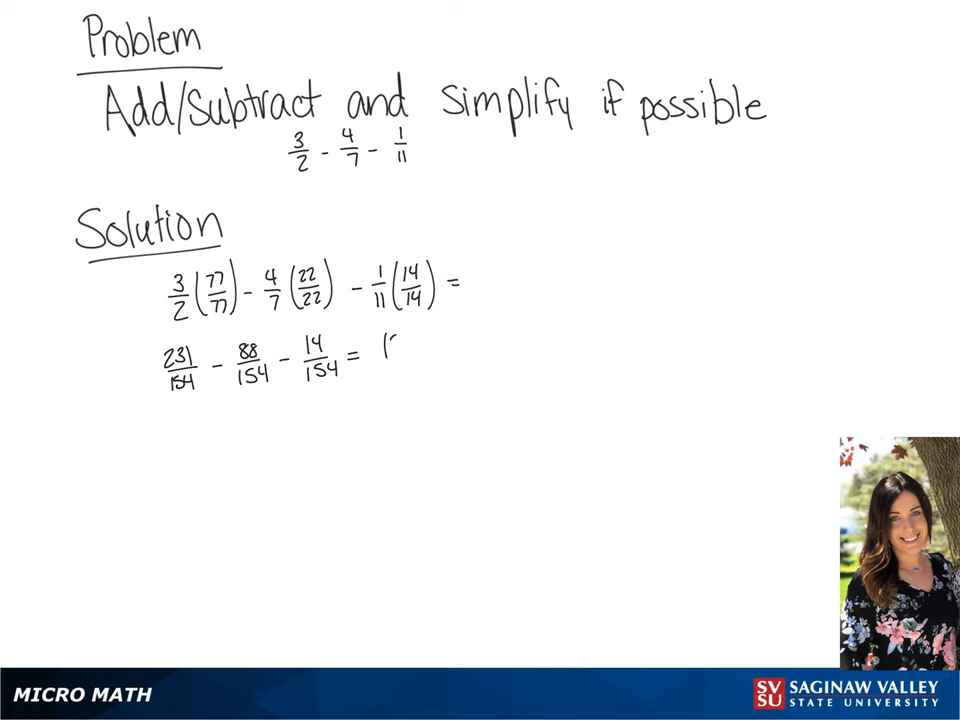 Problem
Add/Subtract and simplify if possible
3/2 - 4/7 - 1/11
Solution
3/2 (77/77) - 4/7 (22/22) - 1/11 (14/14) =
231/154 - 88/154 - 14/154 = 1
MICRO MATH
SVSU SAGINAW VALLEY
STATE UNIVERSITY